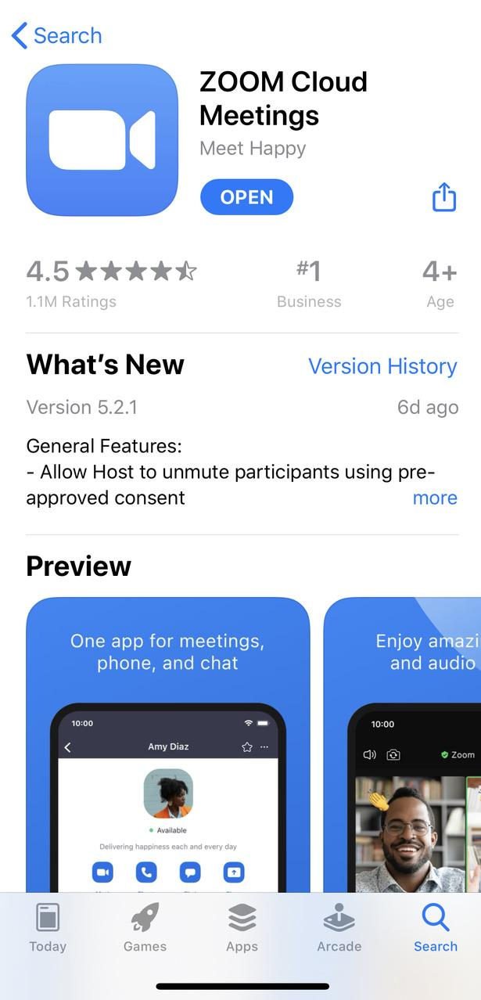 Search
ZOOM Cloud
Meetings
Meet Happy
OPEN
4.5
#1
4+
1.1M Ratings
Business
Age
What's New
Version History
Version 5.2.1
6d ago
General Features:
- Allow Host to unmute participants using pre-
approved consent
more
Preview
One app for meetings,
phone, and chat
10:00
Amy Diaz
Available
Delivering happiness each and every day
Enjoy amazi
and audio
10:00
Zoom
Today
Games
Apps
Arcade
Search